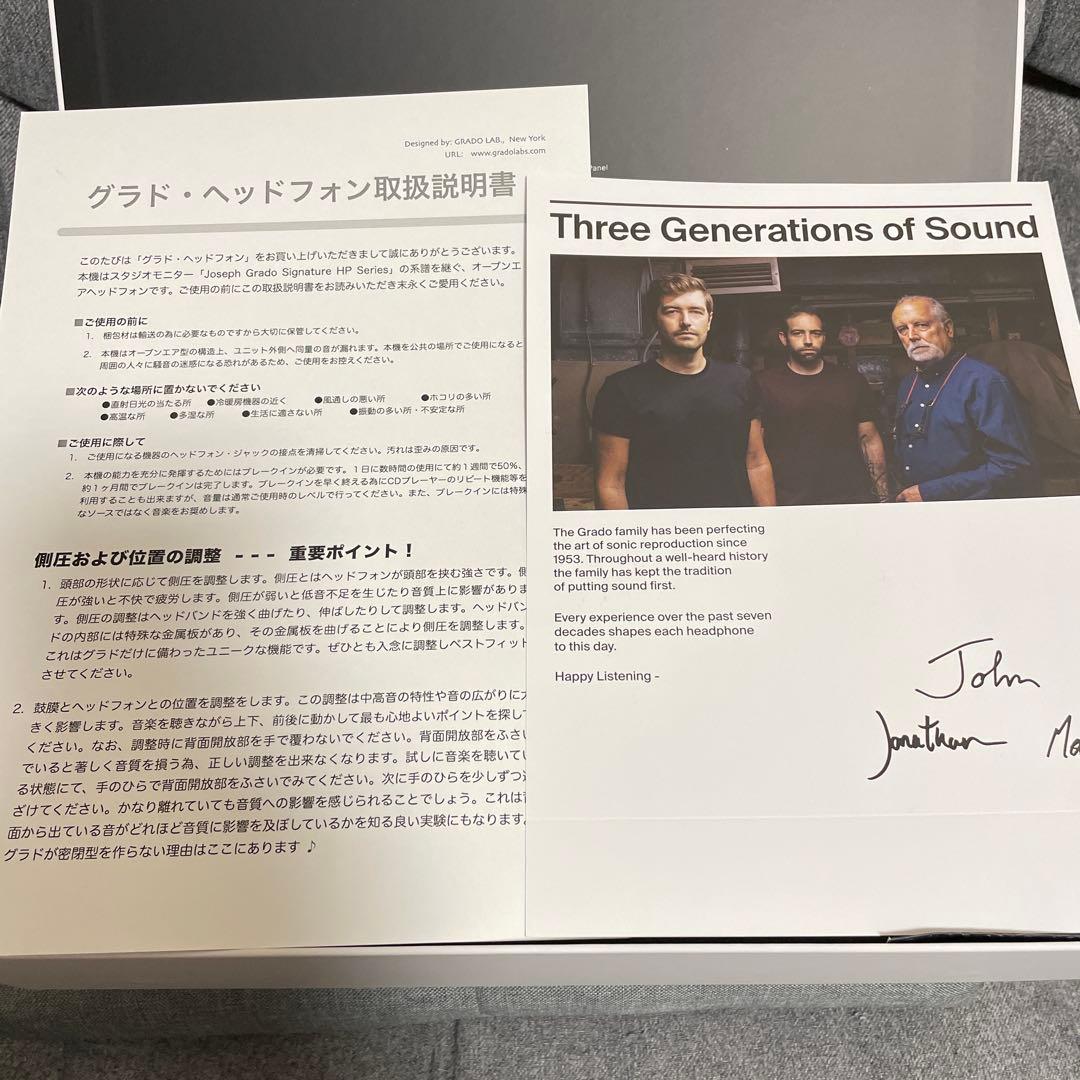 Panel
Designed by: GRADO LAB., New York
URL: www.gradolabs.com
グラド・ヘッドフォン取扱説明書
このたびは「グラド・ヘッドフォン」をお買い上げいただきまして誠にありがとうございます。
本機はスタジオモニター「Joseph Grado Signature HP Series」の系譜を継ぐ、オープンエ
アヘッドフォンです。ご使用の前にこの取扱説明書をお読みいただき末永くご愛用ください。
■ご使用の前に
1. 梱包材は輸送の為に必要なものですから大切に保管してください。
2. 本機はオープンエア型の構造上、ユニット外側へ同量の音が漏れます。本機を公共の場所でご使用になると
周囲の人々に騒音の迷惑になる恐れがあるため、ご使用をお控えください。
■次のような場所に置かないでください
●直射日光の当たる所 ●冷暖房機器の近く ●風通しの悪い所 ●ホコリの多い所
●高温な所 ●多湿な所 ●生活に適さない所 ●振動の多い所・不安定な所
■ご使用に際して
1. ご使用になる機器のヘッドフォン・ジャックの接点を清掃してください。汚れは歪みの原因です。
2. 本機の能力を充分に発揮するためにはブレークインが必要です。1日に数時間の使用にて約1週間で50%、
約1ヶ月間でブレークインは完了します。ブレークインを早く終える為にCDプレーヤーのリピート機能等を
利用することも出来ますが、音量は通常ご使用時のレベルで行ってください。また、ブレークインには特殊
なソースではなく音楽をお奨めします。
側圧および位置の調整 --- 重要ポイント！
1. 頭部の形状に応じて側圧を調整します。側圧とはヘッドフォンが頭部を挟む強さです。側
圧が強いと不快で疲労します。側圧が弱いと低音不足を生じたり音質上に影響がありま
す。側圧の調整はヘッドバンドを強く曲げたり、伸ばしたりして調整します。ヘッドバン
ドの内部には特殊な金属板があり、その金属板を曲げることにより側圧を調整します。
これはグラドだけに備わったユニークな機能です。ぜひとも入念に調整しベストフィット
させてください。
2. 鼓膜とヘッドフォンとの位置を調整をします。この調整は中高音の特性や音の広がりに大
きく影響します。音楽を聴きながら上下、前後に動かして最も心地よいポイントを探して
ください。なお、調整時に背面開放部を手で覆わないでください。背面開放部をふさい
でいると著しく音質を損う為、正しい調整を出来なくなります。試しに音楽を聴いてい
る状態にて、手のひらで背面開放部をふさいでみてください。次に手のひらを少しずつ
ざけてください。かなり離れていても音質への影響を感じられることでしょう。これは
面から出ている音がどれほど音質に影響を及ぼしているかを知る良い実験にもなります。
グラドが密閉型を作らない理由はここにあります ♪
Three Generations of Sound
The Grado family has been perfecting
the art of sonic reproduction since
1953. Throughout a well-heard history
the family has kept the tradition
of putting sound first.
Every experience over the past seven
decades shapes each headphone
to this day.
Happy Listening -
John
Jonathan Ma